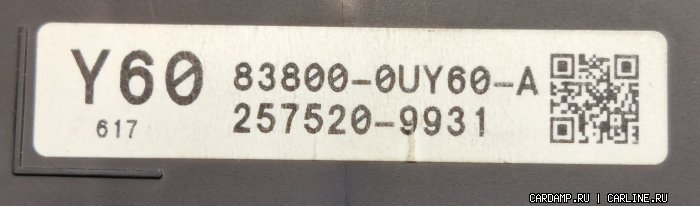 Y60 83800-0UY60-A
617 257520-9931
CARDAMP.RU | CARLINE.RU